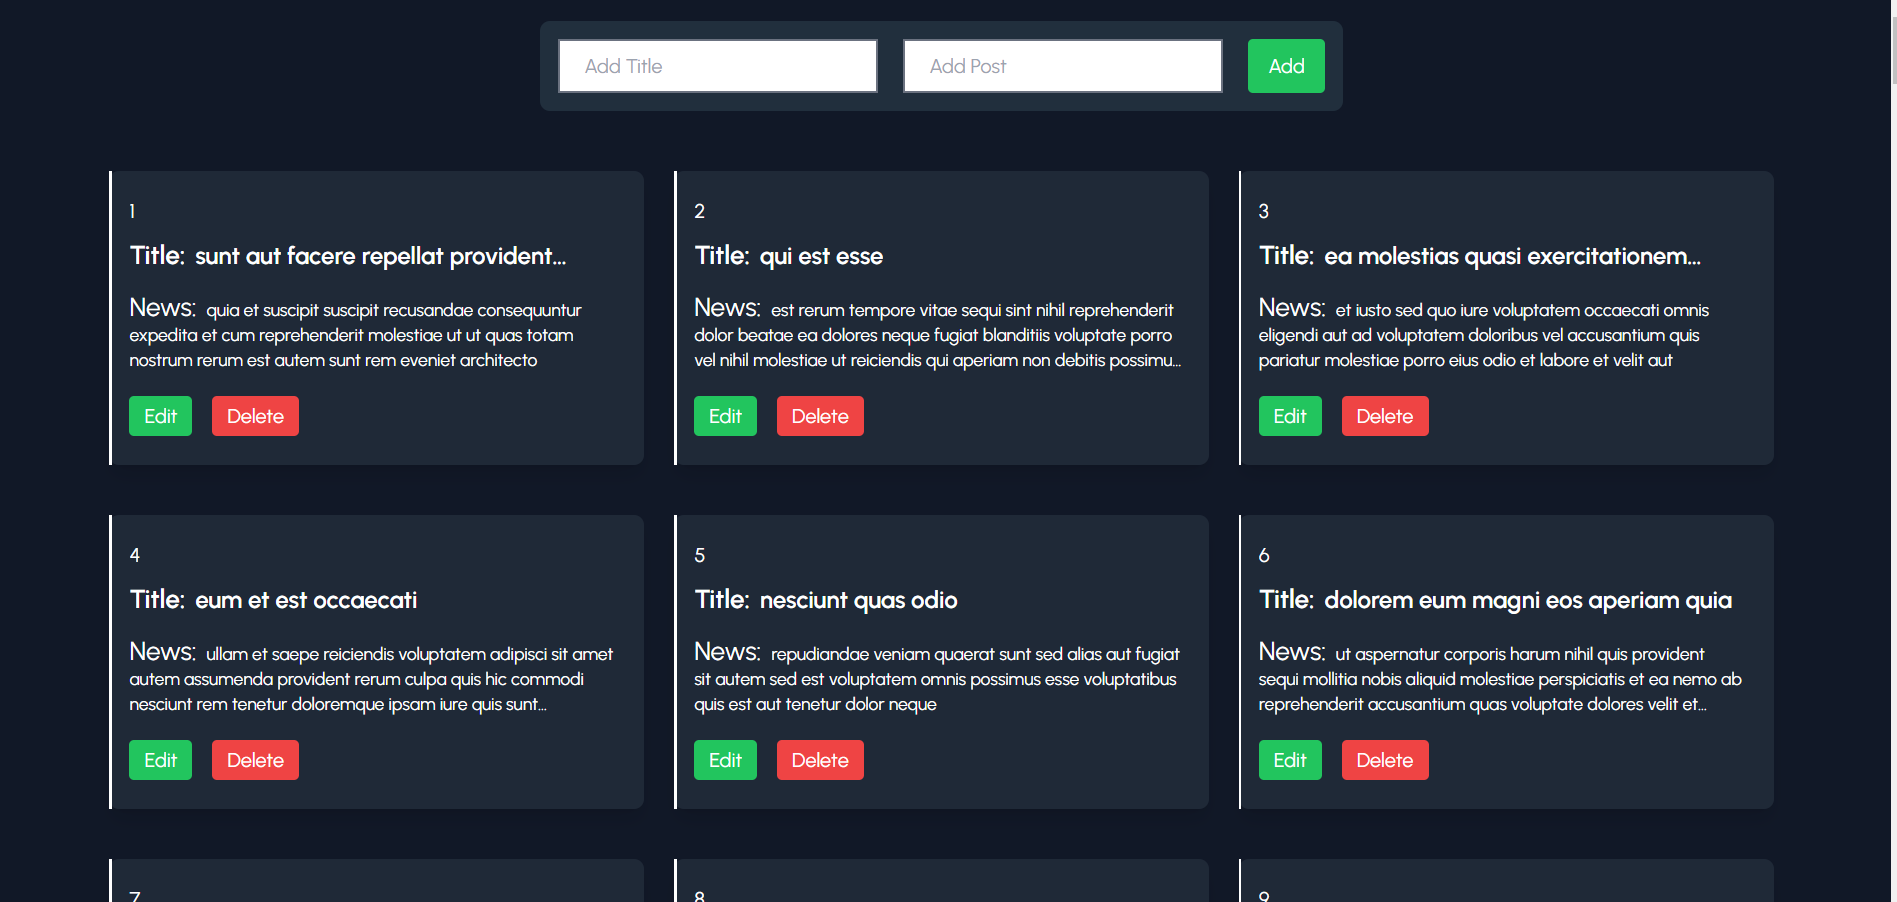 Add Title
Add Post
Add
1
Title: sunt aut facere repellat provident...
News: quia et suscipit suscipit recusandae consequuntur
expedita et cum reprehenderit molestiae ut ut quas totam
nostrum rerum est autem sunt rem eveniet architecto
Edit Delete
2
Title: qui est esse
News: est rerum tempore vitae sequi sint nihil reprehenderit
dolor beatae ea dolores neque fugiat blanditiis voluptate porro
vel nihil molestiae ut reiciendis qui aperiam non debitis possimu...
Edit Delete
3
Title: ea molestias quasi exercitationem...
News: et iusto sed quo iure voluptatem occaecati omnis
eligendi aut ad voluptatem doloribus vel accusantium quis
pariatur molestiae porro eius odio et labore et velit aut
Edit Delete
4
Title: eum et est occaecati
News: ullam et saepe reiciendis voluptatem adipisci sit amet
autem assumenda provident rerum culpa quis hic commodi
nesciunt rem tenetur doloremque ipsam iure quis sunt...
Edit Delete
5
Title: nesciunt quas odio
News: repudiandae veniam quaerat sunt sed alias aut fugiat
sit autem sed est voluptatem omnis possimus esse voluptatibus
quis est aut tenetur dolor neque
Edit Delete
6
Title: dolorem eum magni eos aperiam quia
News: ut aspernatur corporis harum nihil quis provident
sequi mollitia nobis aliquid molestiae perspiciatis et ea nemo ab
reprehenderit accusantium quas voluptate dolores velit et...
Edit Delete
7
8
9